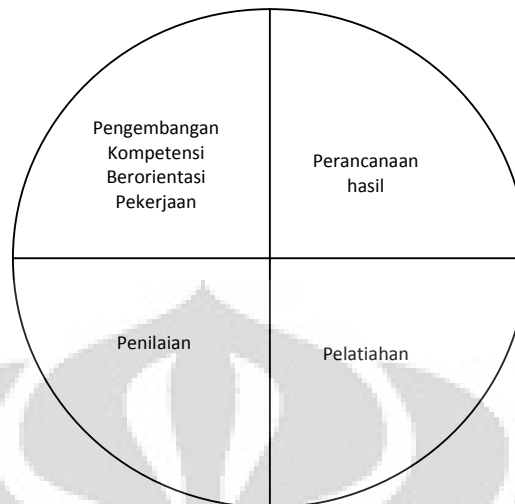 Pengembangan
Kompetensi
Berorientasi
Pekerjaan
Perancanaan
hasil
Penilaian
Pelatiahan